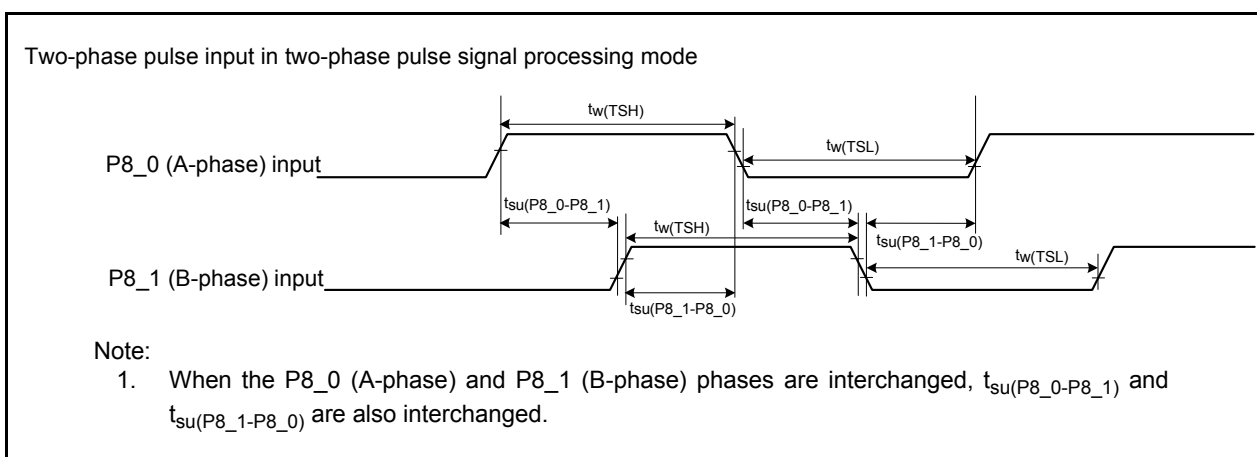 Two-phase pulse input in two-phase pulse signal processing mode
tw(TSH)
tw(TSL)
P8_0 (A-phase) input
tsu(P8_0-P8_1)
tsu(P8_0-P8_1)
tw(TSH)
tsu(P8_1-P8_0)
tw(TSL)
P8_1 (B-phase) input
tsu(P8_1-P8_0)
Note:
1. When the P8_0 (A-phase) and P8_1 (B-phase) phases are interchanged, tsu(P8_0-P8_1) and
tsu(P8_1-P8_0) are also interchanged.